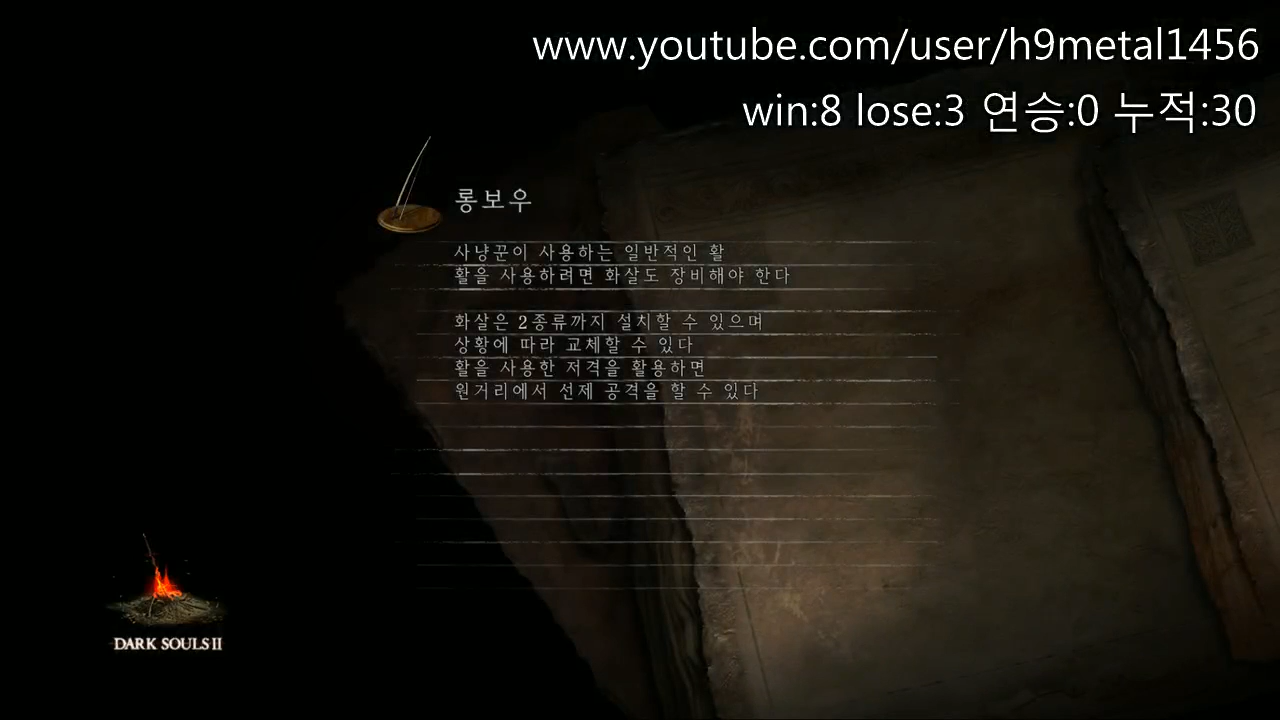 www.youtube.com/user/h9metal1456
win:8 lose:3 연승:0 누적:30
롱보우
사냥꾼이 사용하는 일반적인 활
활을 사용하려면 화살도 장비해야 한다
화살은 2종류까지 설치할 수 있으며
상황에 따라 교체할 수 있다
활을 사용한 저격을 활용하면
원거리에서 선제 공격을 할 수 있다
DARK SOULS II